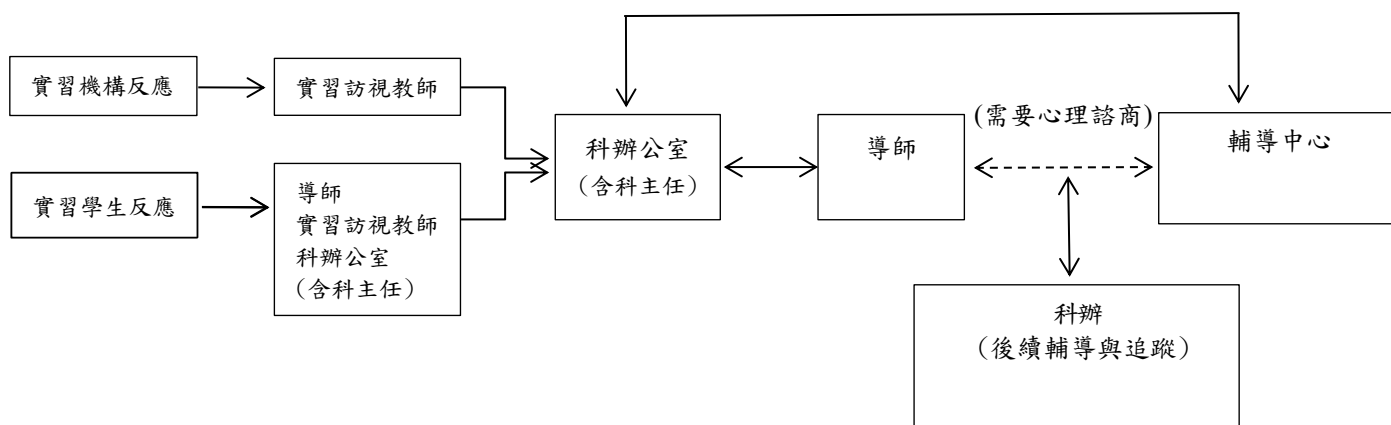 實習機構反應
實習訪視教師
實習學生反應
導師
實習訪視教師
科辦公室
（含科主任）
科辦公室
（含科主任）
導師
(需要心理諮商)
輔導中心
科辦
（後續輔導與追蹤）